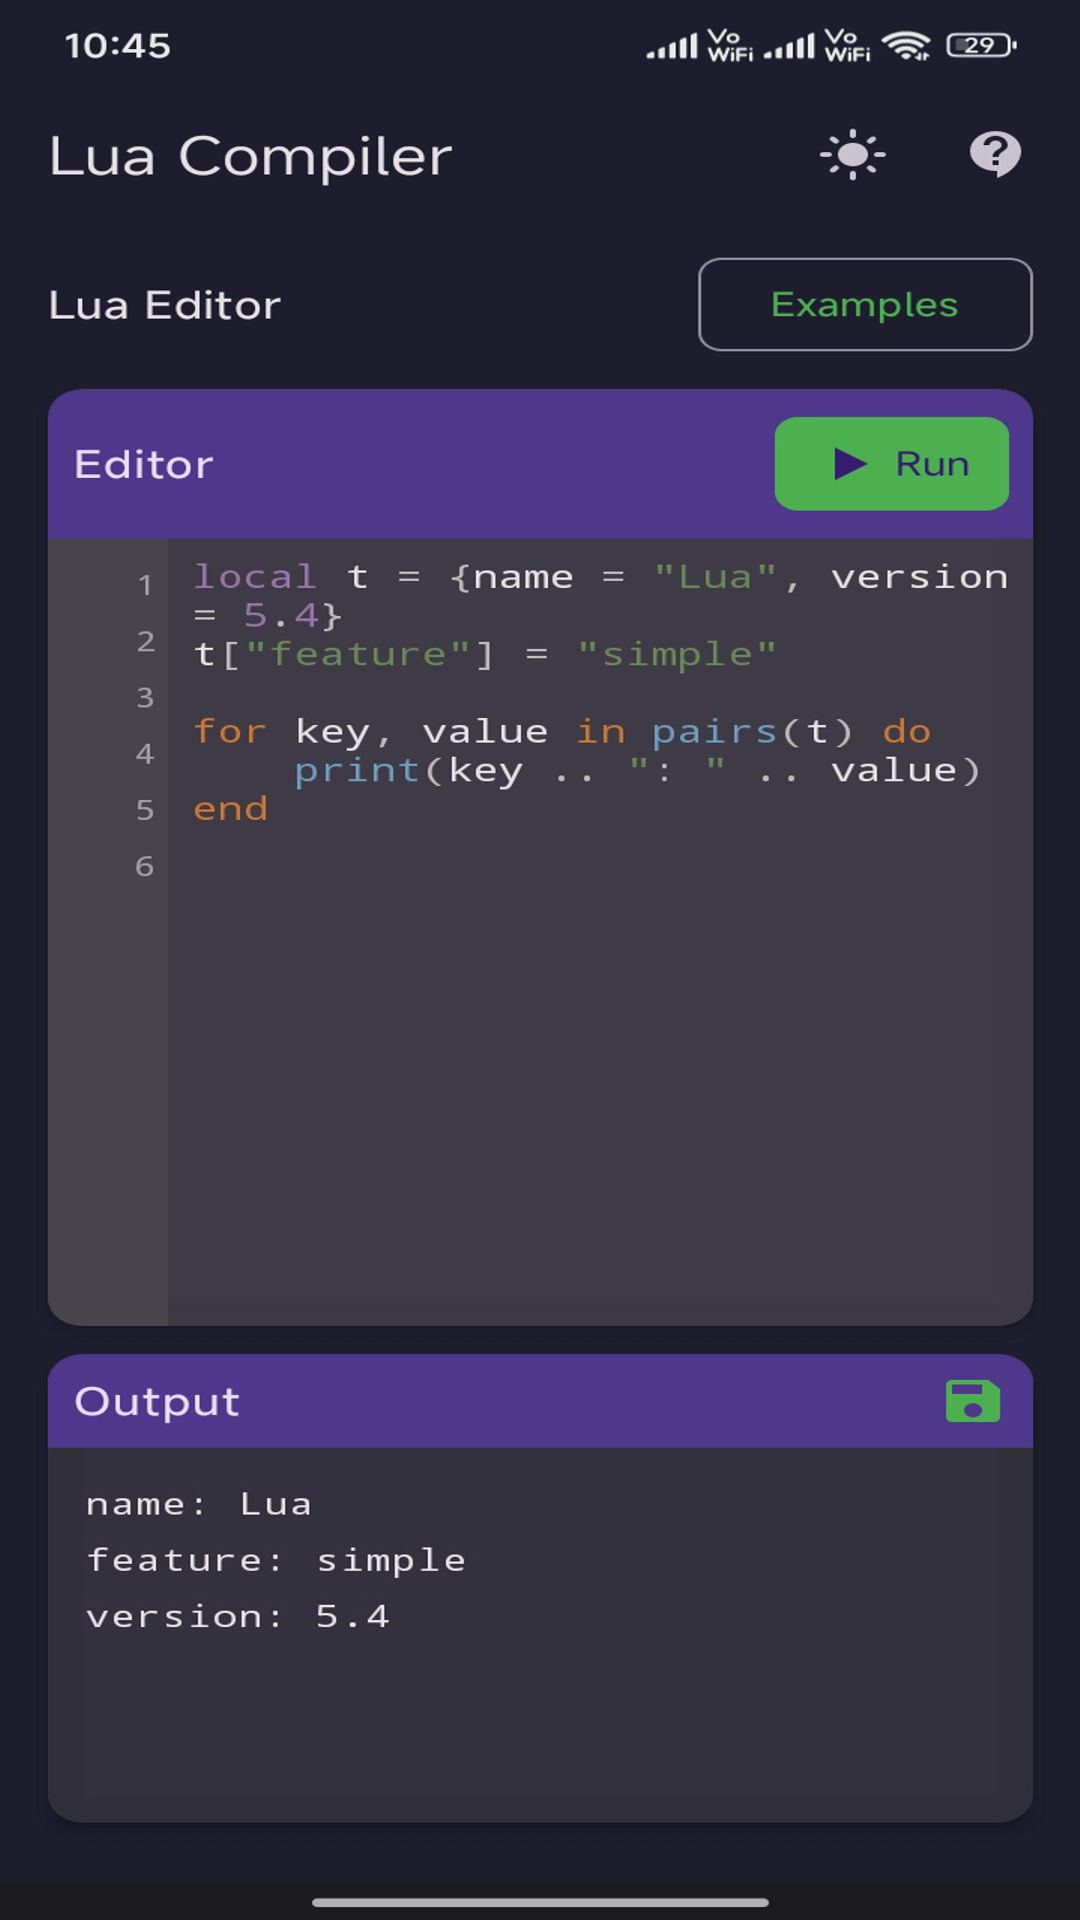 10:45 Vo WiFi Vo WiFi 29
Lua Compiler ?
Lua Editor Examples
Editor Run
1 local t = {name = "Lua", version
= 5.4}
2 t["feature"] = "simple"
3
4 for key, value in pairs(t) do
5     print(key .. ": " .. value)
6 end
Output
name: Lua
feature: simple
version: 5.4